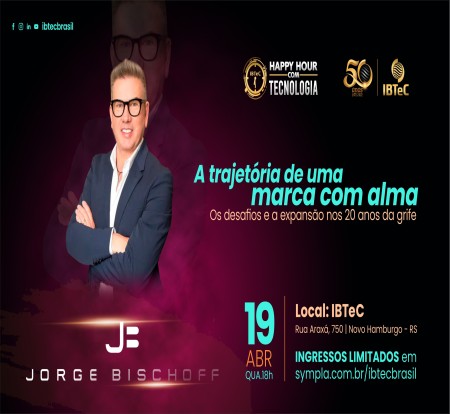 ibtecbrasil
HAPPY HOUR
COM
TECNOLOGIA
IBTeC
50
IBTeC
A trajetória de uma
marca com alma
Os desafios e a expansão nos 20 anos da grife
19
ABR
QUA.18h
Local: IBTeC
Rua Araxá, 750 | Novo Hamburgo - RS
INGRESSOS LIMITADOS em
sympla.com.br/ibtecbrasil
JB
JORGE BISCHOFF